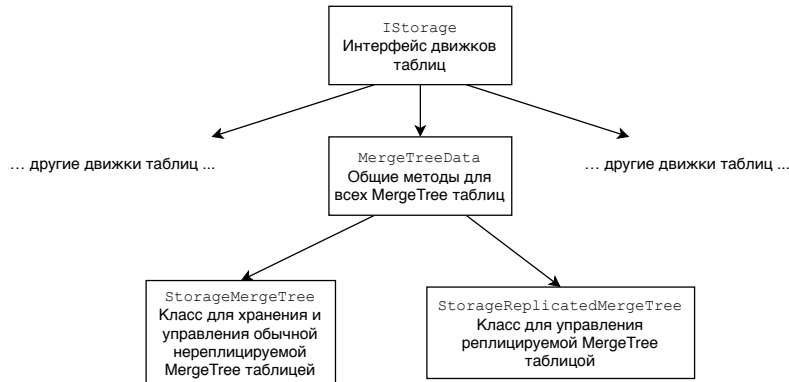 IStorage
Интерфейс движков
таблиц
… другие движки таблиц ...
MergeTreeData
Общие методы для
всех MergeTree таблиц
… другие движки таблиц ...
StorageMergeTree
Класс для хранения и
управления обычной
нереплицируемой
MergeTree таблицей
StorageReplicatedMergeTree
Класс для управления
реплицируемой MergeTree
таблицой